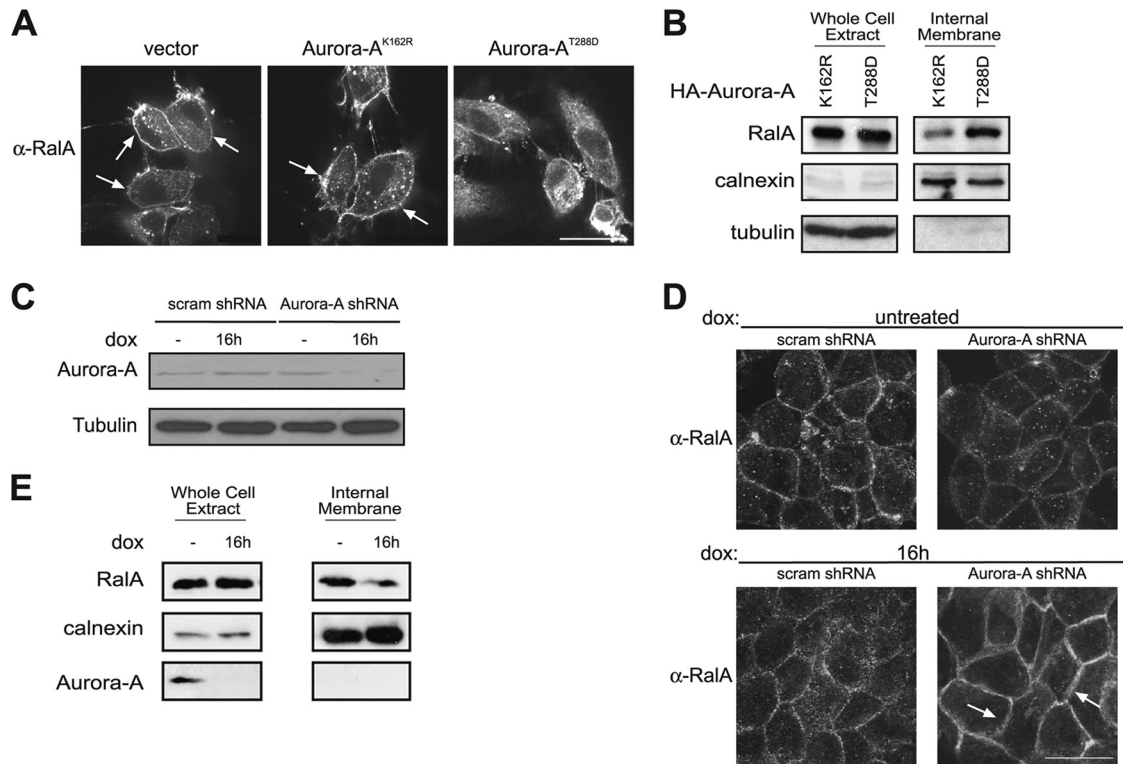 A
vector
Aurora-A^K162R
Aurora-A^T288D
α-RalA
B
Whole Cell
Extract
Internal
Membrane
HA-Aurora-A
K162R
T288D
K162R
T288D
RalA
calnexin
tubulin
C
scram shRNA
Aurora-A shRNA
dox
-
16h
-
16h
Aurora-A
Tubulin
D
dox:
untreated
scram shRNA
Aurora-A shRNA
α-RalA
dox:
16h
scram shRNA
Aurora-A shRNA
α-RalA
E
Whole Cell
Extract
Internal
Membrane
dox
-
16h
-
16h
RalA
calnexin
Aurora-A